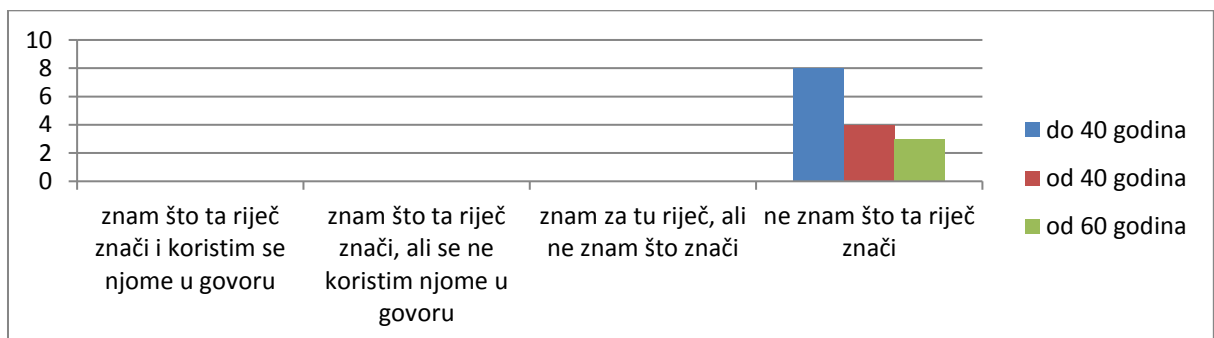 10
8
6
4
2
0
znam što ta riječ
znači i koristim se
njome u govoru
znam što ta riječ
znači, ali se ne
koristim njome u
govoru
znam za tu riječ, ali
ne znam što znači
ne znam što ta riječ
znači
do 40 godina
od 40 godina
od 60 godina